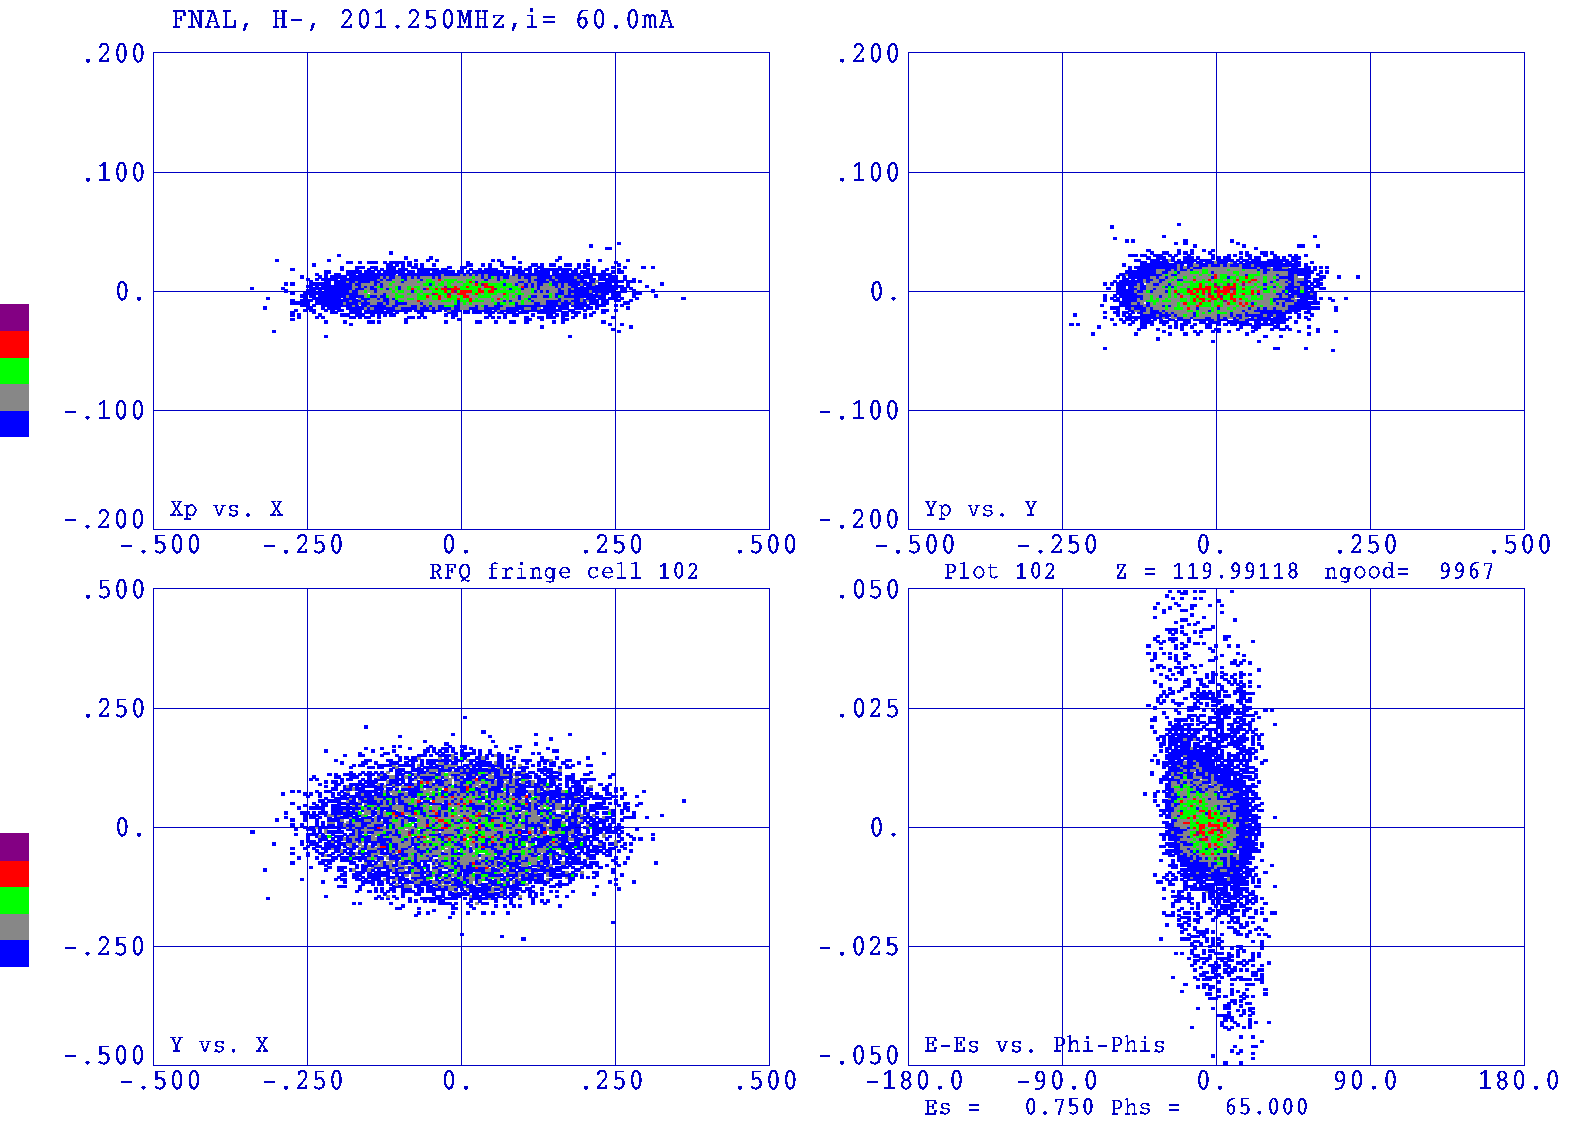 FNAL, H-, 201.250MHz,i= 60.0mA
.200
.100
0.
-.100
-.200
Xp vs. X
-.500 -.250 0. .250 .500
.200
.100
0.
-.100
-.200
Yp vs. Y
-.500 -.250 0. .250 .500
RFQ fringe cell 102
Plot 102 Z = 119.99118 ngood= 9967
.500
.250
0.
-.250
-.500
Y vs. X
-.500 -.250 0. .250 .500
.050
.025
0.
-.025
-.050
E-Es vs. Phi-Phis
-180.0 -90.0 0. 90.0 180.0
Es = 0.750 Phs = 65.000